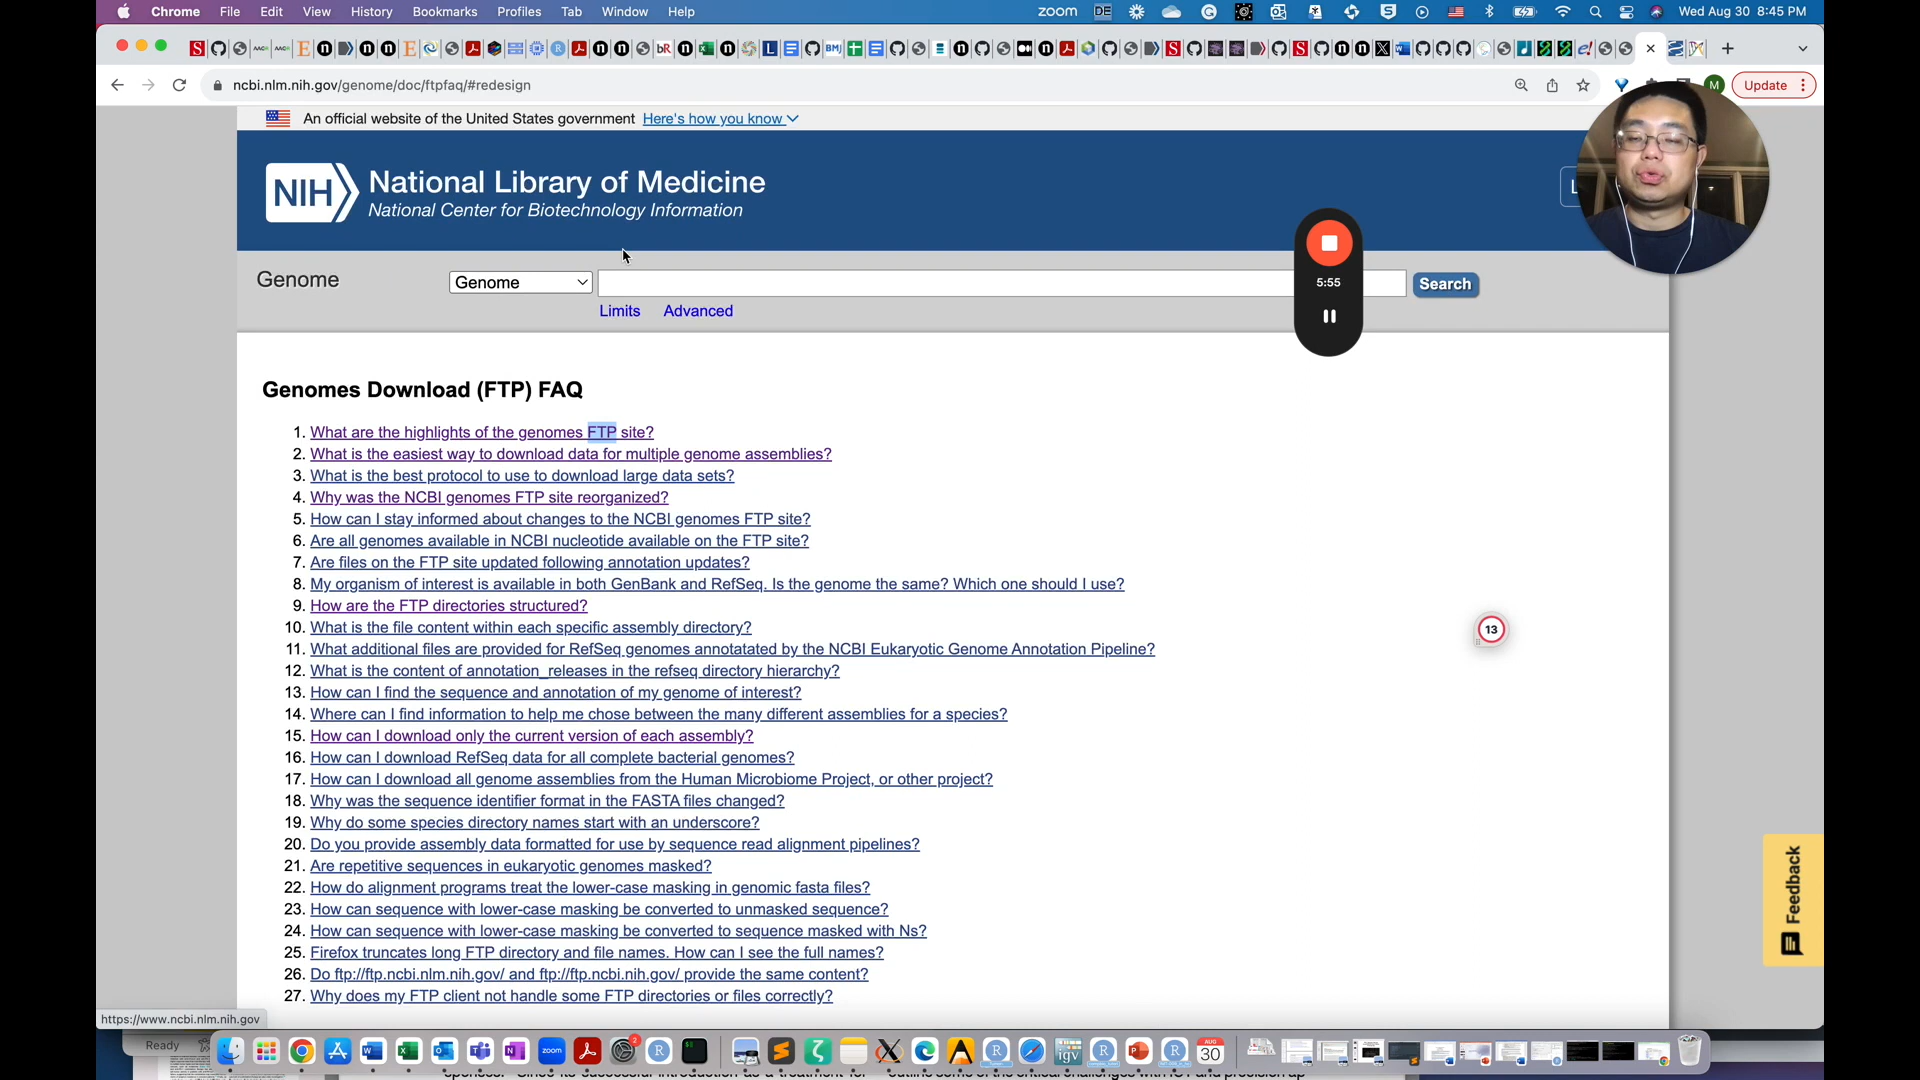 Chrome File Edit View History Bookmarks Profiles Tab Window Help
zoom DE Wed Aug 30 8:45 PM
ncbi.nlm.nih.gov/genome/doc/ftpfaq/#redesign
M Update
An official website of the United States government Here's how you know
NIH National Library of Medicine
National Center for Biotechnology Information
Genome Genome Search
Limits Advanced
5:55
Genomes Download (FTP) FAQ
1. What are the highlights of the genomes FTP site?
2. What is the easiest way to download data for multiple genome assemblies?
3. What is the best protocol to use to download large data sets?
4. Why was the NCBI genomes FTP site reorganized?
5. How can I stay informed about changes to the NCBI genomes FTP site?
6. Are all genomes available in NCBI nucleotide available on the FTP site?
7. Are files on the FTP site updated following annotation updates?
8. My organism of interest is available in both GenBank and RefSeq. Is the genome the same? Which one should I use?
9. How are the FTP directories structured?
10. What is the file content within each specific assembly directory?
11. What additional files are provided for RefSeq genomes annotatated by the NCBI Eukaryotic Genome Annotation Pipeline?
12. What is the content of annotation_releases in the refseq directory hierarchy?
13. How can I find the sequence and annotation of my genome of interest?
14. Where can I find information to help me chose between the many different assemblies for a species?
15. How can I download only the current version of each assembly?
16. How can I download RefSeq data for all complete bacterial genomes?
17. How can I download all genome assemblies from the Human Microbiome Project, or other project?
18. Why was the sequence identifier format in the FASTA files changed?
19. Why do some species directory names start with an underscore?
20. Do you provide assembly data formatted for use by sequence read alignment pipelines?
21. Are repetitive sequences in eukaryotic genomes masked?
22. How do alignment programs treat the lower-case masking in genomic fasta files?
23. How can sequence with lower-case masking be converted to unmasked sequence?
24. How can sequence with lower-case masking be converted to sequence masked with Ns?
25. Firefox truncates long FTP directory and file names. How can I see the full names?
26. Do ftp://ftp.ncbi.nlm.nih.gov/ and ftp://ftp.ncbi.nih.gov/ provide the same content?
27. Why does my FTP client not handle some FTP directories or files correctly?
13
Feedback
https://www.ncbi.nlm.nih.gov
Ready
zoom 2 igv AUG 30